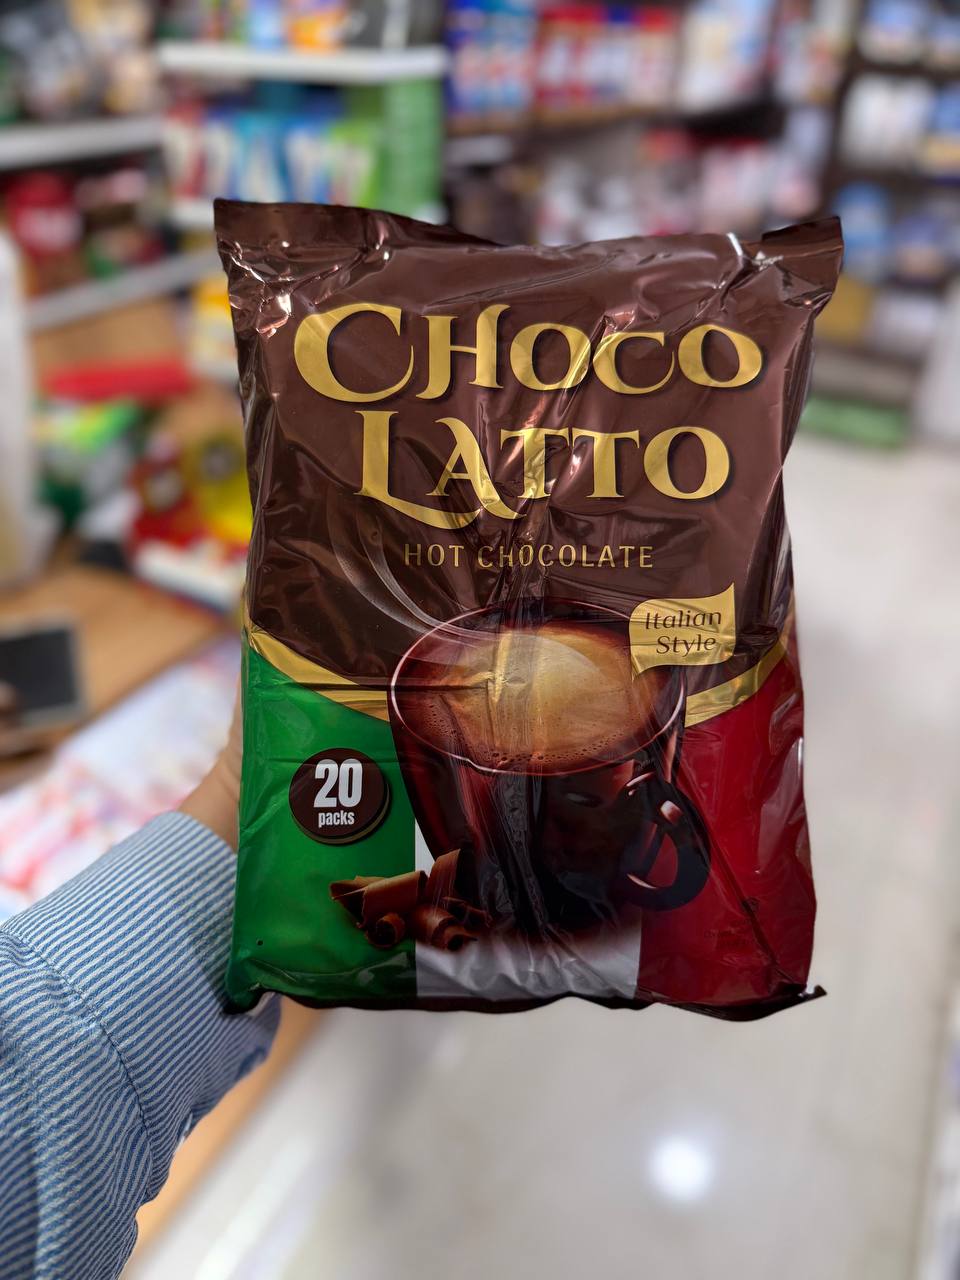 CHOCO
LATTO
HOT CHOCOLATE
Italian
Style
20
packs